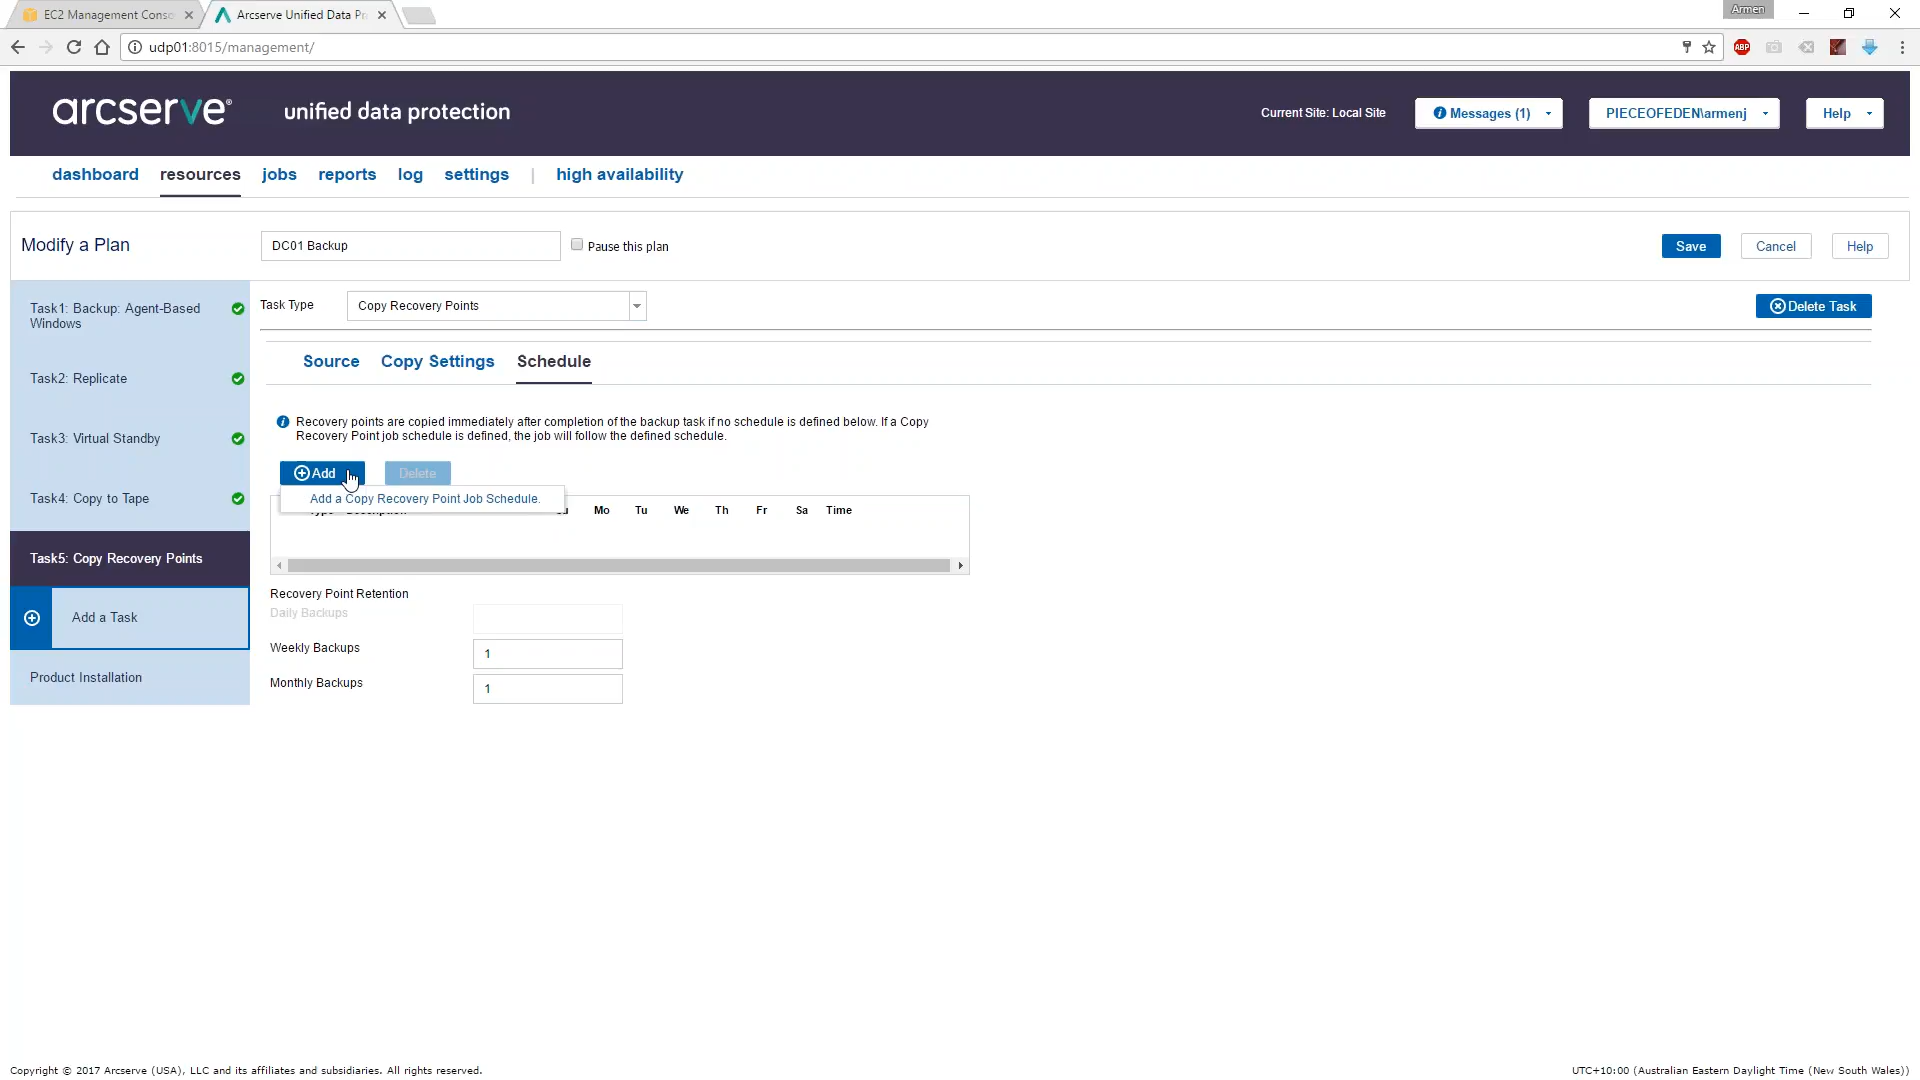 EC2 Management Conso
Arcserve Unified Data Pr
Armen
udp01:8015/management/
ABP
arcserve®
unified data protection
Current Site: Local Site
Messages (1)
PIECEOFEDEN\armenj
Help
dashboard
resources
jobs
reports
log
settings
|
high availability
Modify a Plan
DC01 Backup
Pause this plan
Save
Cancel
Help
Task1: Backup: Agent-Based
Windows
Task2: Replicate
Task3: Virtual Standby
Task4: Copy to Tape
Task5: Copy Recovery Points
Add a Task
Product Installation
Task Type
Copy Recovery Points
Delete Task
Source
Copy Settings
Schedule
Recovery points are copied immediately after completion of the backup task if no schedule is defined below. If a Copy
Recovery Point job schedule is defined, the job will follow the defined schedule.
Add
Delete
Add a Copy Recovery Point Job Schedule.
Mo
Tu
We
Th
Fr
Sa
Time
Recovery Point Retention
Daily Backups
Weekly Backups
1
Monthly Backups
1
Copyright © 2017 Arcserve (USA), LLC and its affiliates and subsidiaries. All rights reserved.
UTC+10:00 (Australian Eastern Daylight Time (New South Wales))